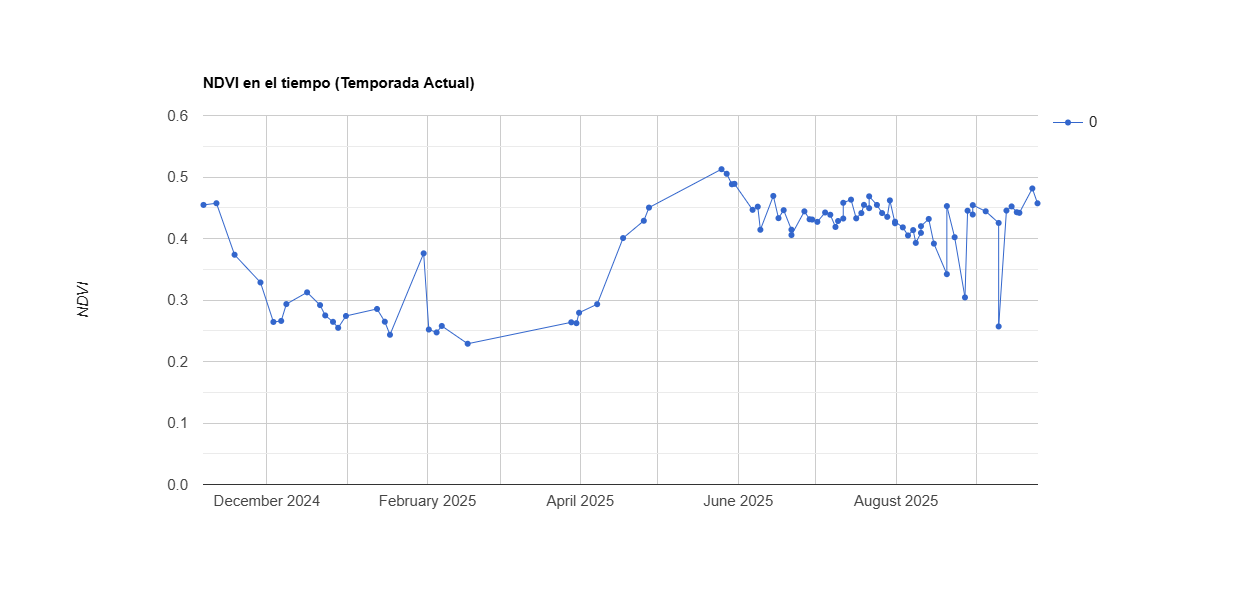 NDVI en el tiempo (Temporada Actual)
0.6
0
0.5
0.4
0.3
NDVI
0.2
0.1
0.0
December 2024 February 2025 April 2025 June 2025 August 2025